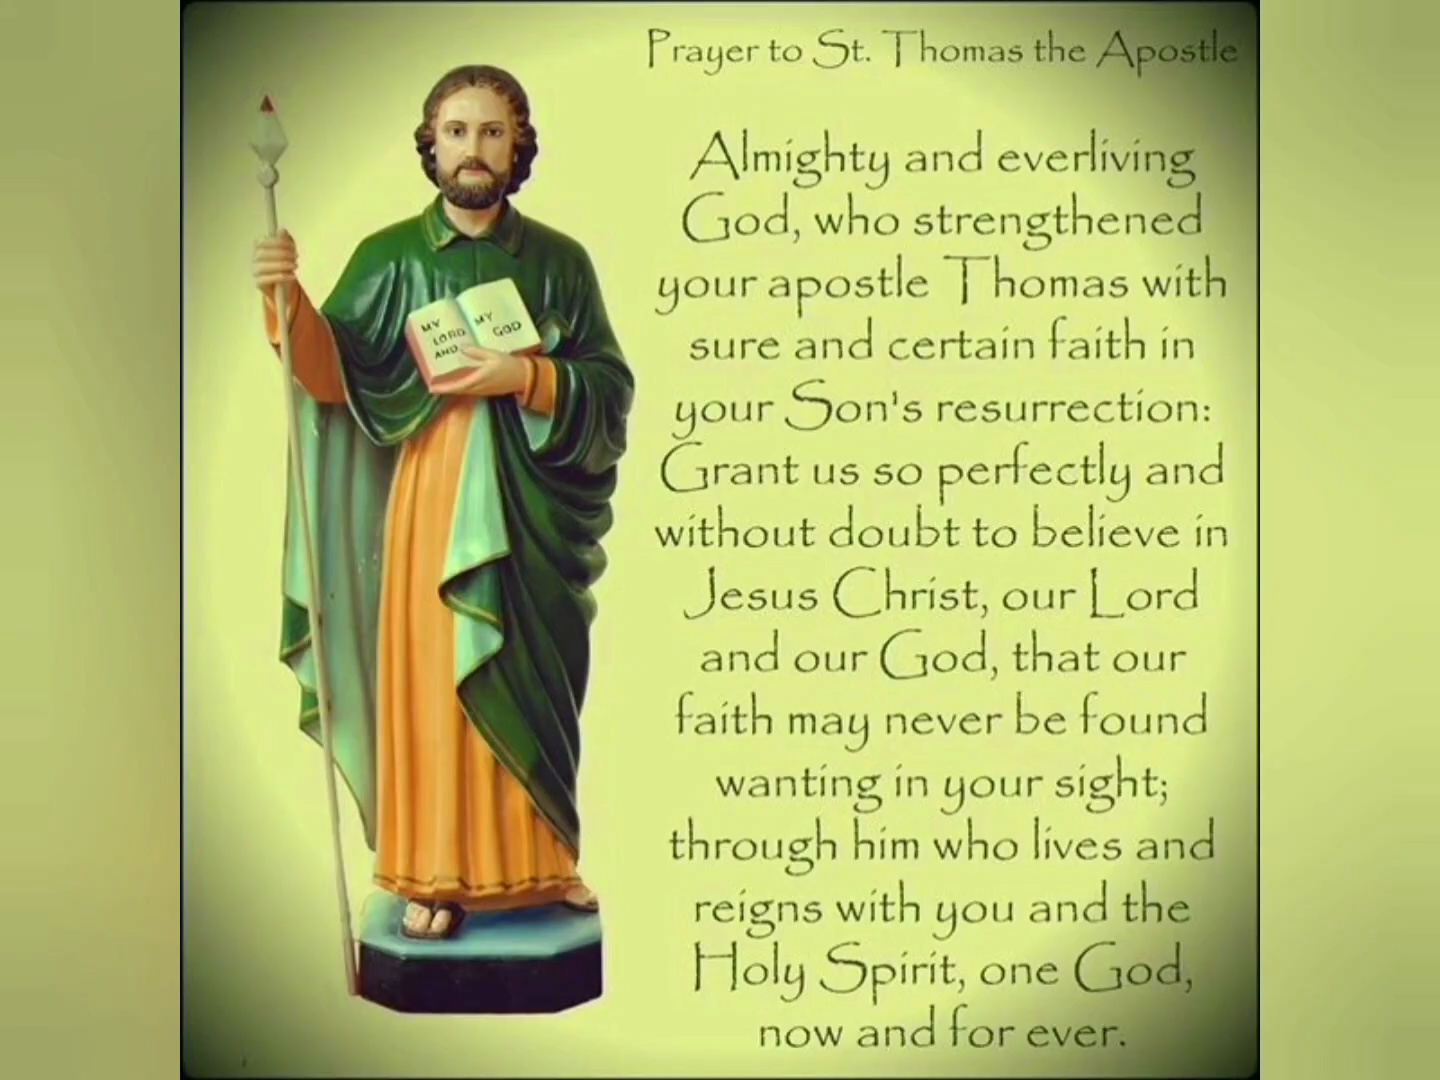 Prayer to St. Thomas the Apostle
Almighty and everliving
God, who strengthened
your apostle Thomas with
sure and certain faith in
your Son's resurrection:
Grant us so perfectly and
without doubt to believe in
Jesus Christ, our Lord
and our God, that our
faith may never be found
wanting in your sight;
through him who lives and
reigns with you and the
Holy Spirit, one God,
now and for ever.
MY
LORD
AND
MY
GOD